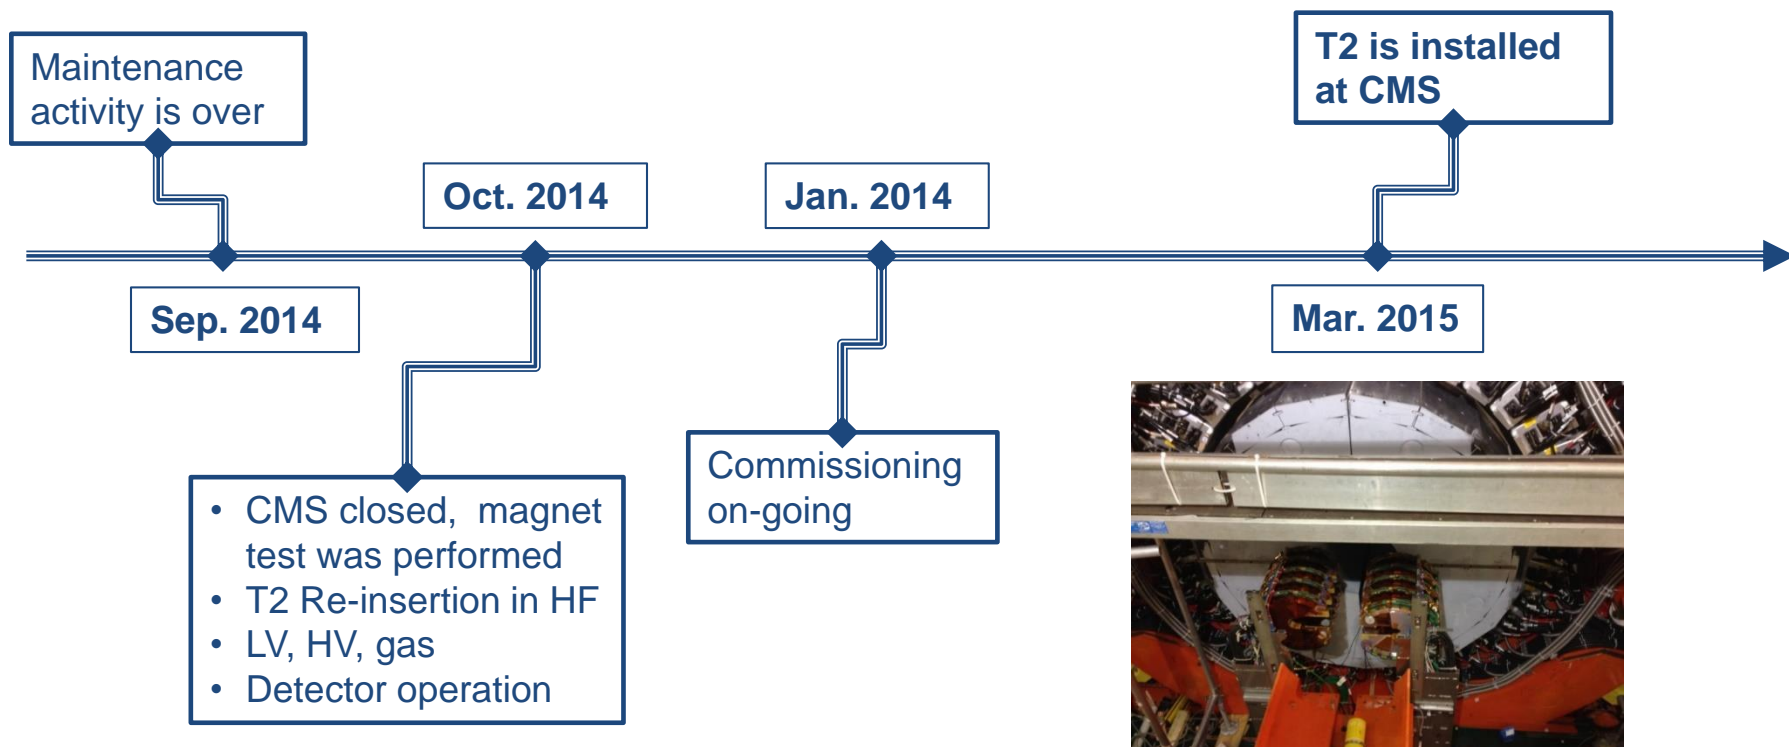 Maintenance
activity is over
T2 is installed
at CMS
Oct. 2014
Jan. 2014
Sep. 2014
Mar. 2015
• CMS closed, magnet
test was performed
• T2 Re-insertion in HF
• LV, HV, gas
• Detector operation
Commissioning
on-going